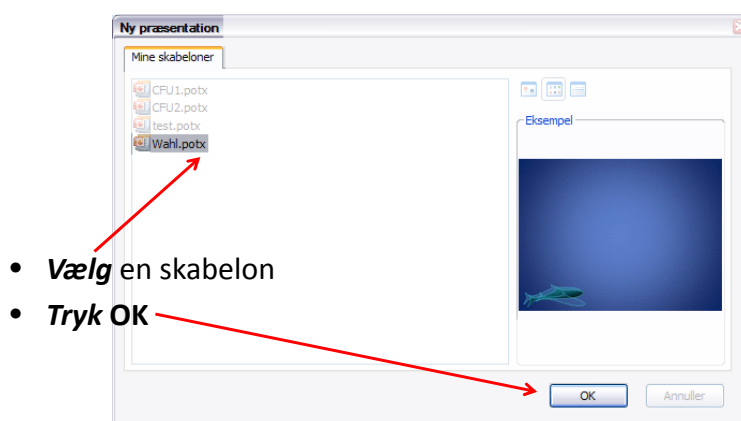 Ny præsentation
Mine skabeloner
CFU1.potx
CFU2.potx
test.potx
Wahl.potx
Eksempel
• Vælg en skabelon
• Tryk OK
OK
Annuller